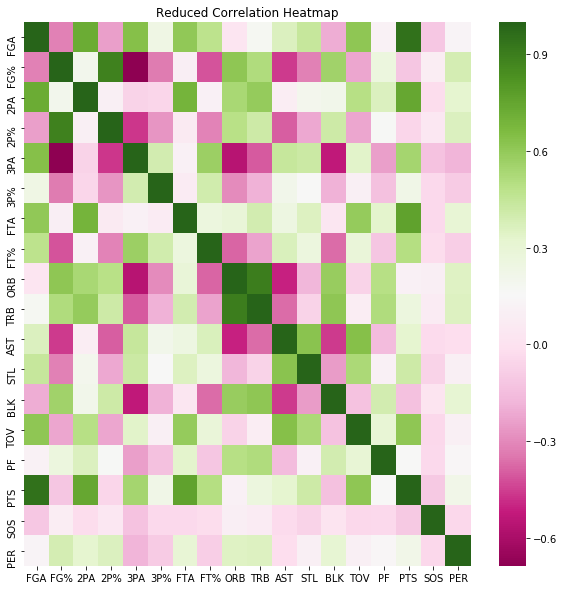 Reduced Correlation Heatmap
FGA
FG%
2PA
2P%
3PA
3P%
FTA
FT%
ORB
TRB
AST
STL
BLK
TOV
PF
PTS
SOS
PER
FGA FG% 2PA 2P% 3PA 3P% FTA FT% ORB TRB AST STL BLK TOV PF PTS SOS PER
0.9
0.6
0.3
0.0
−0.3
−0.6